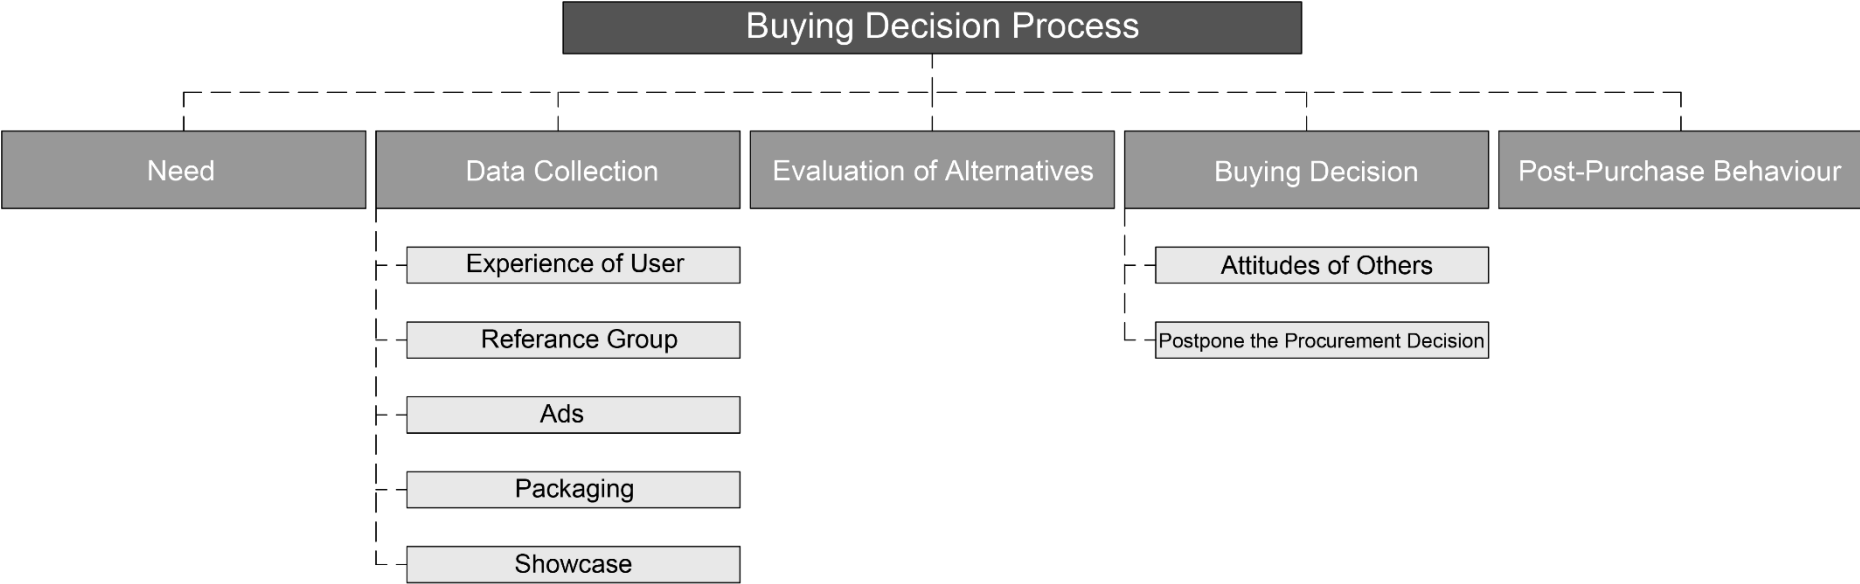 Buying Decision Process
Need
Data Collection
Evaluation of Alternatives
Buying Decision
Post-Purchase Behaviour
Experience of User
Referance Group
Ads
Packaging
Showcase
Attitudes of Others
Postpone the Procurement Decision